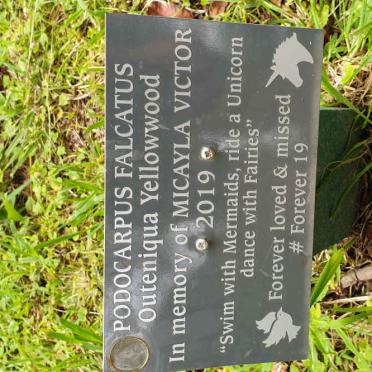 PODOCARPUS FALCATUS
Outeniqua Yellowwood
In memory of MICAYLA VICTOR
2019
"Swim with Mermaids, ride a Unicorn
dance with Fairies"
Forever loved & missed
# Forever 19